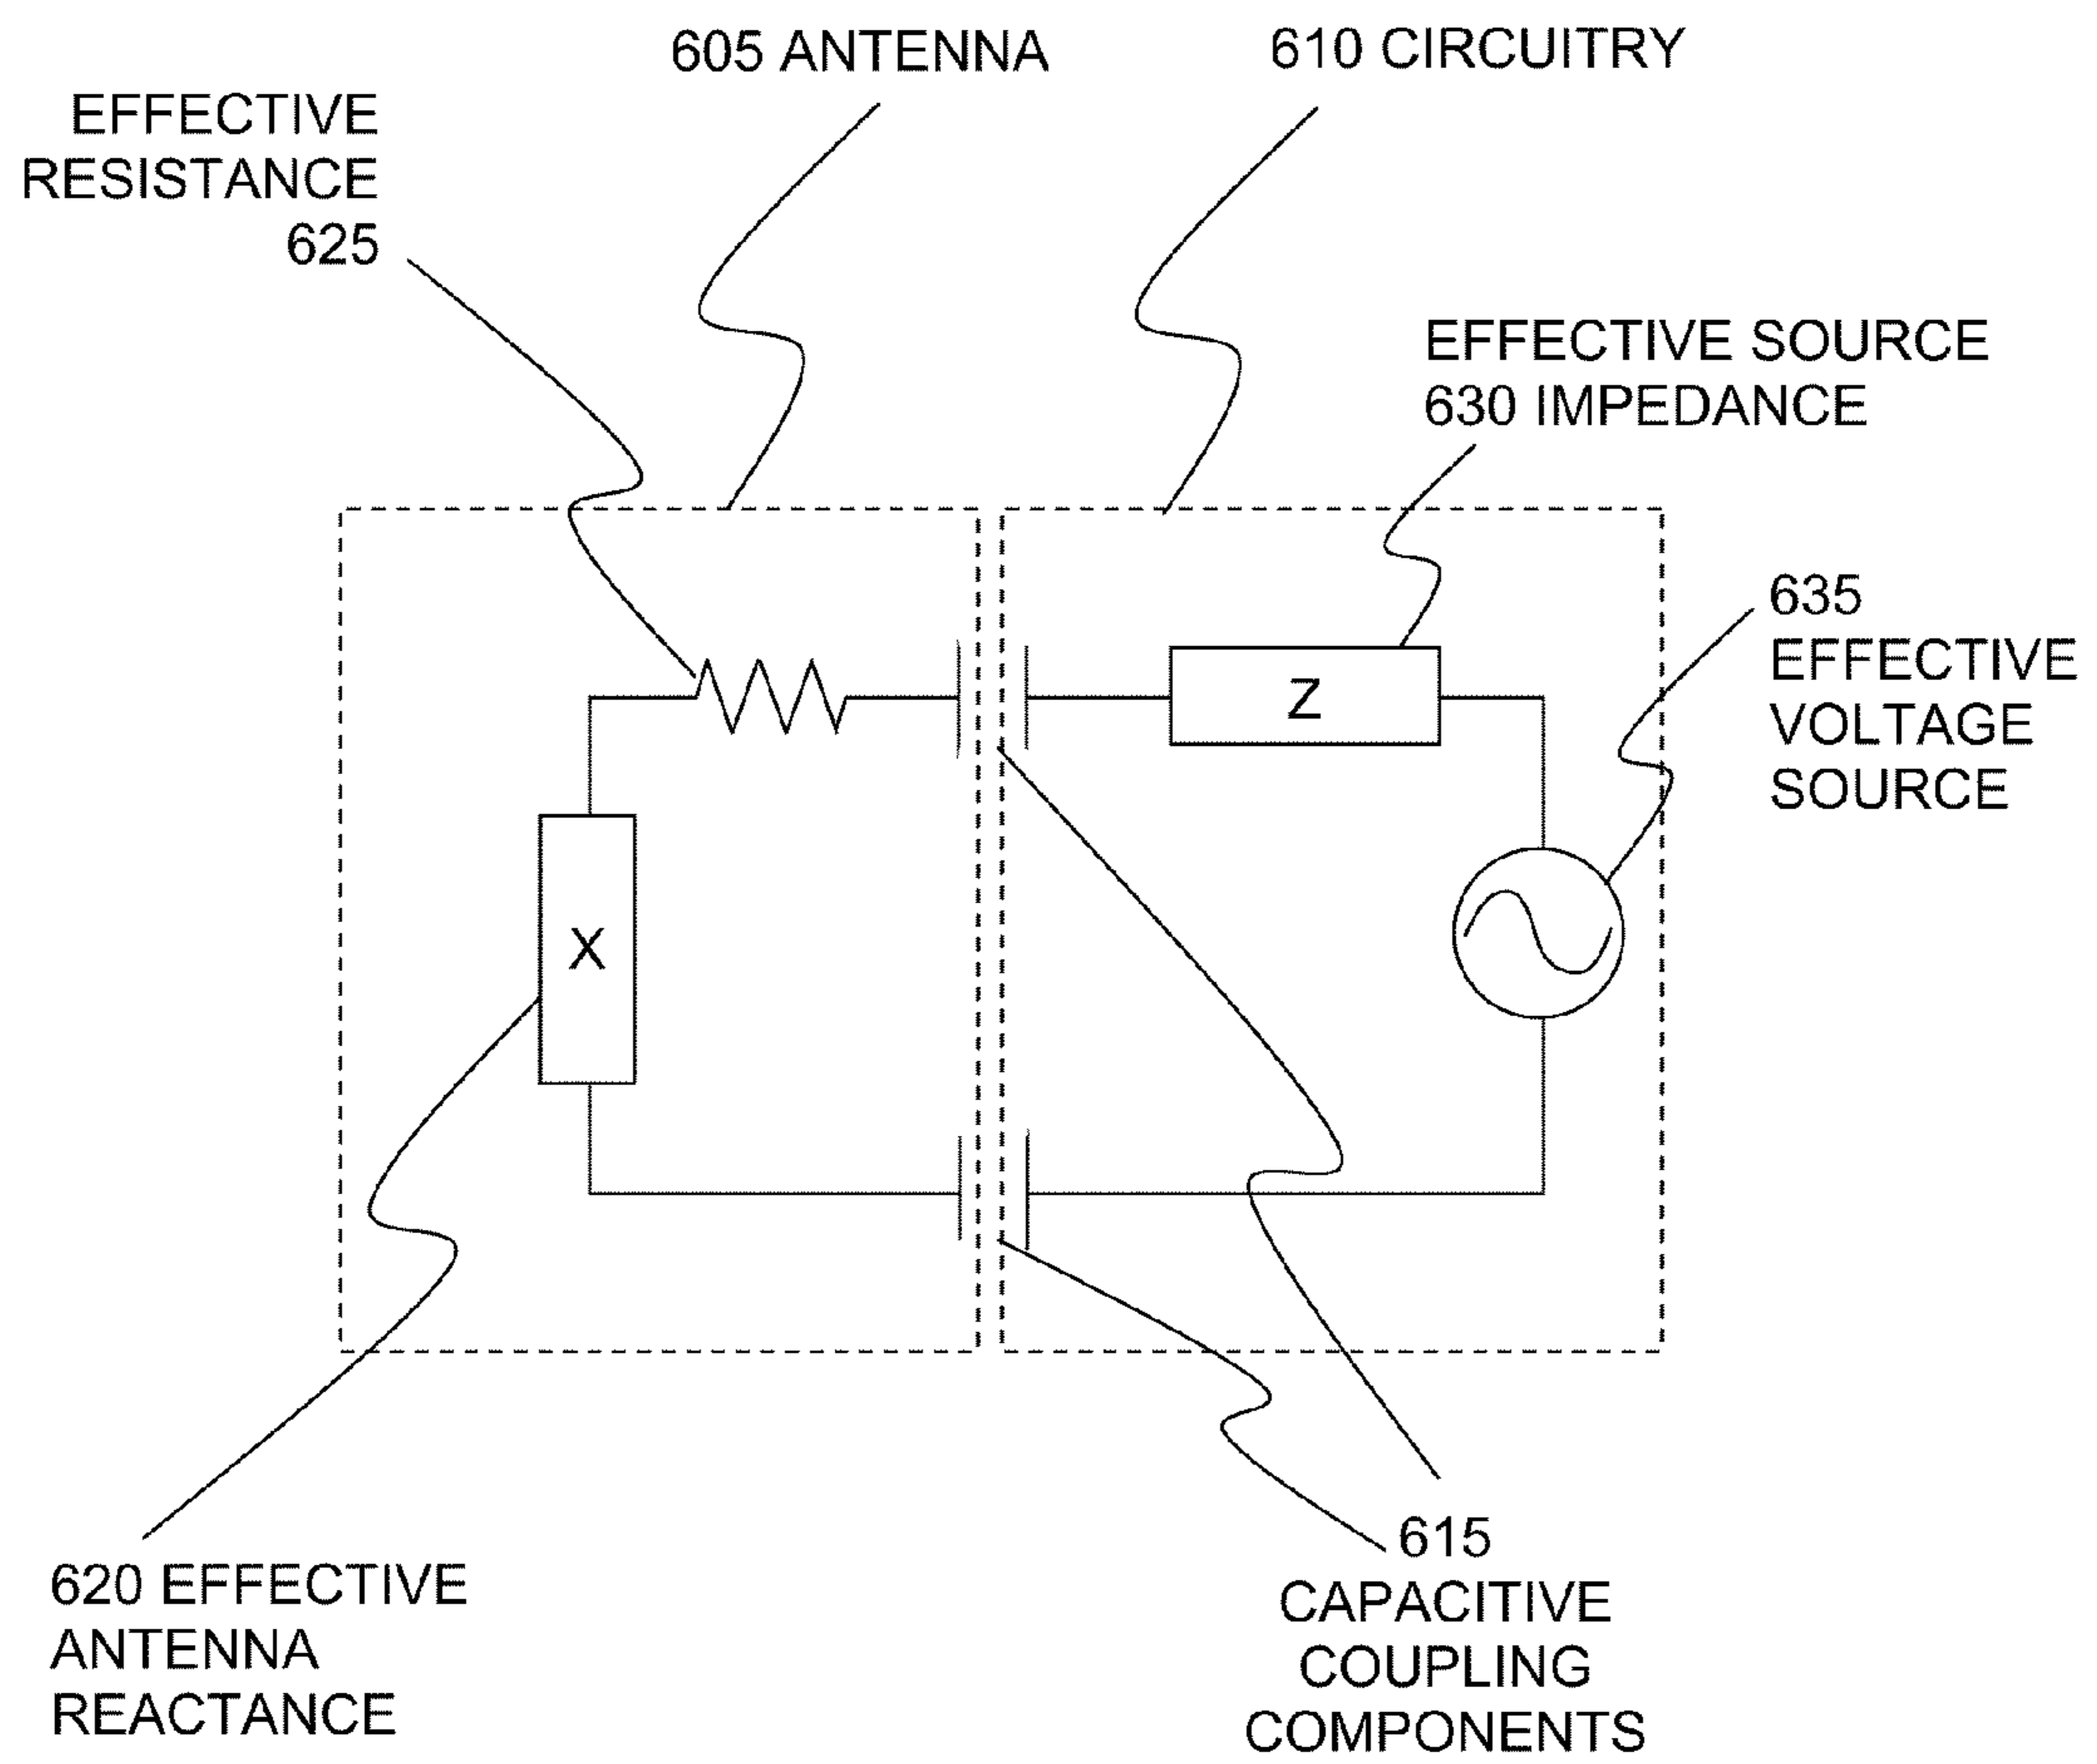 605 ANTENNA
610 CIRCUITRY
EFFECTIVE
RESISTANCE
625
EFFECTIVE SOURCE
630 IMPEDANCE
635
EFFECTIVE
VOLTAGE
SOURCE
Z
X
620 EFFECTIVE
ANTENNA
REACTANCE
615
CAPACITIVE
COUPLING
COMPONENTS